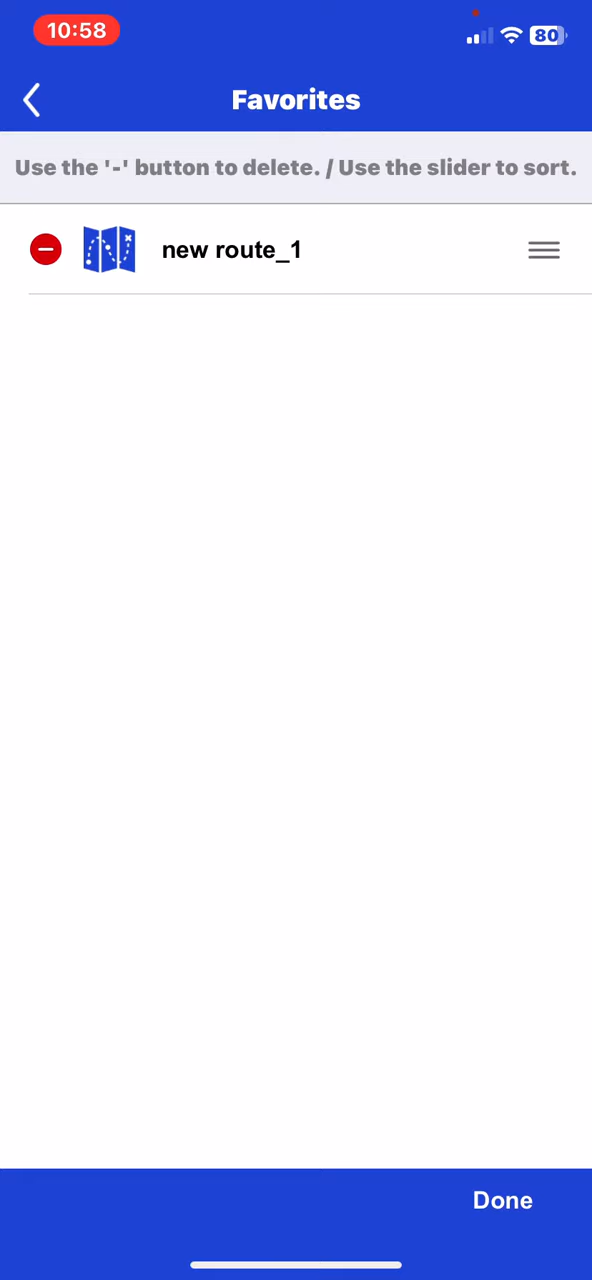 10:58
80
Favorites
Use the '-' button to delete. / Use the slider to sort.
new route_1
Done